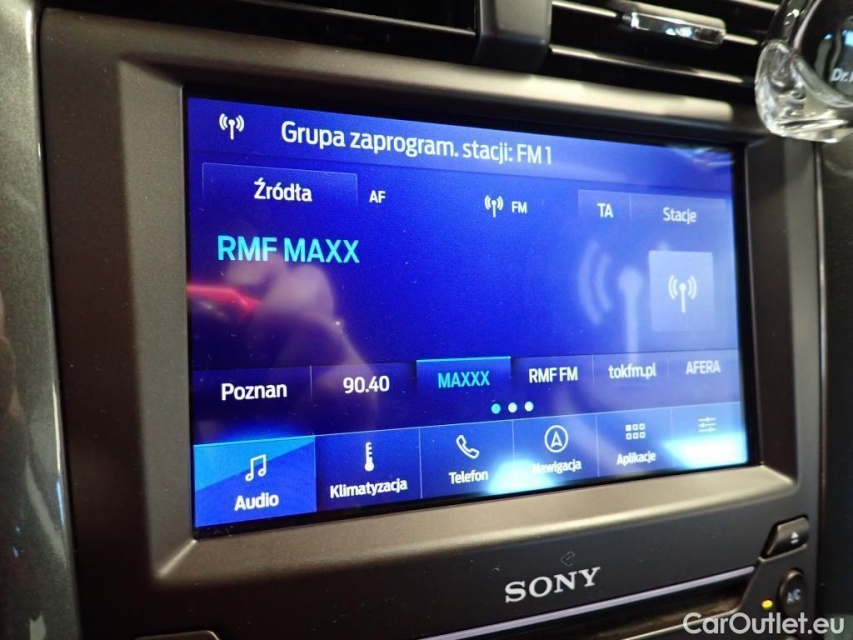 Dr.
Grupa zaprogram. stacji: FM 1
Źródła AF FM TA Stacje
RMF MAXX
Poznan 90.40 MAXXX RMF FM tokfm.pl AFERA
Audio Klimatyzacja Telefon Nawigacja Aplikacje
SONY
A/C
CarOutlet.eu